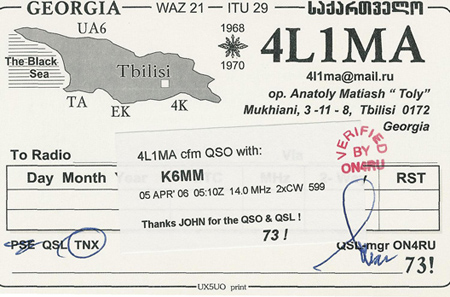 GEORGIA WAZ 21 - ITU 29 საქართველო
UA6
1968
1970
4L1MA
The Black
Sea
Tbilisi
TA
EK
4K
4l1ma@mail.ru
op. Anatoly Matiash “ Toly”
Mukhiani, 3 -11 - 8, Tbilisi 0172
Georgia
VERIFIED
BY
ON4RU
To Radio
4L1MA cfm QSO with:
K6MM
05 APR' 06 05:10Z 14.0 MHz 2xCW 599
Thanks JOHN for the QSO & QSL !
73 !
Day Month
RST
PSE QSL TNX
QSL-mgr ON4RU
73!
UX5UO print